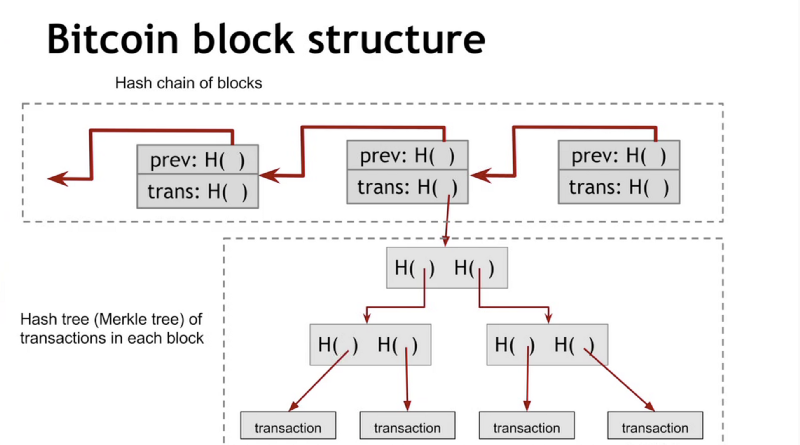 Bitcoin block structure
Hash chain of blocks
prev: H( )
trans: H( )
prev: H( )
trans: H( )
prev: H( )
trans: H( )
H( ) H( )
Hash tree (Merkle tree) of
transactions in each block
H( ) H( )
H( ) H( )
transaction
transaction
transaction
transaction